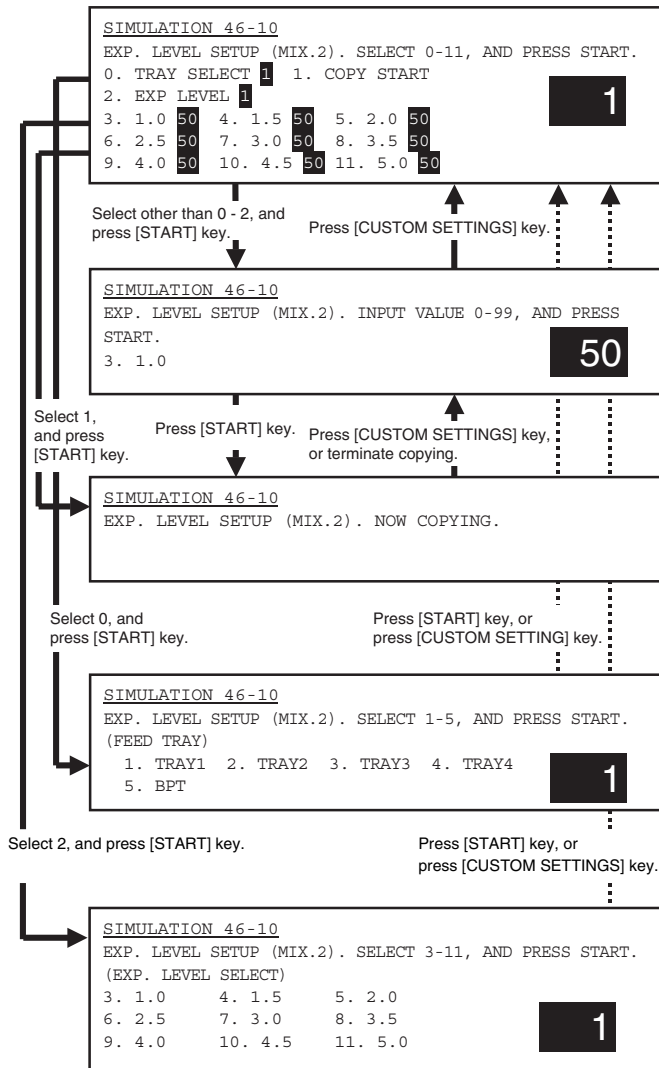 SIMULATION 46-10
EXP. LEVEL SETUP (MIX.2). SELECT 0-11, AND PRESS START.
0. TRAY SELECT 1 1. COPY START
2. EXP LEVEL 1
3. 1.0 50 4. 1.5 50 5. 2.0 50
6. 2.5 50 7. 3.0 50 8. 3.5 50
9. 4.0 50 10. 4.5 50 11. 5.0 50
1
Select other than 0 - 2, and
press [START] key.
Press [CUSTOM SETTINGS] key.
SIMULATION 46-10
EXP. LEVEL SETUP (MIX.2). INPUT VALUE 0-99, AND PRESS
START.
3. 1.0
50
Select 1,
and press
[START] key.
Press [START] key.
Press [CUSTOM SETTINGS] key,
or terminate copying.
SIMULATION 46-10
EXP. LEVEL SETUP (MIX.2). NOW COPYING.
Select 0, and
press [START] key.
Press [START] key, or
press [CUSTOM SETTING] key.
SIMULATION 46-10
EXP. LEVEL SETUP (MIX.2). SELECT 1-5, AND PRESS START.
(FEED TRAY)
1. TRAY1 2. TRAY2 3. TRAY3 4. TRAY4
5. BPT
1
Select 2, and press [START] key.
Press [START] key, or
press [CUSTOM SETTINGS] key.
SIMULATION 46-10
EXP. LEVEL SETUP (MIX.2). SELECT 3-11, AND PRESS START.
(EXP. LEVEL SELECT)
3. 1.0 4. 1.5 5. 2.0
6. 2.5 7. 3.0 8. 3.5
9. 4.0 10. 4.5 11. 5.0
1